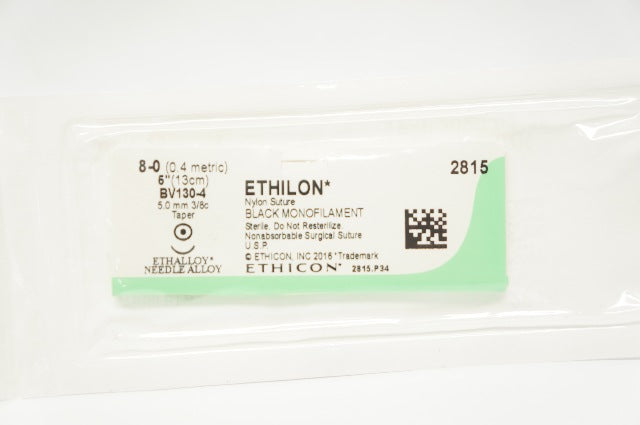 8-0 (0.4 metric)
5"(13cm)
BV130-4
5.0 mm 3/8c
Taper
ETHALLOY*
NEEDLE ALLOY
ETHILON*
Nylon Suture
BLACK MONOFILAMENT
Sterile. Do Not Resterilize.
Nonabsorbable Surgical Suture
U.S.P.
© ETHICON, INC 2016 *Trademark
ETHICON* 2815.P34
2815